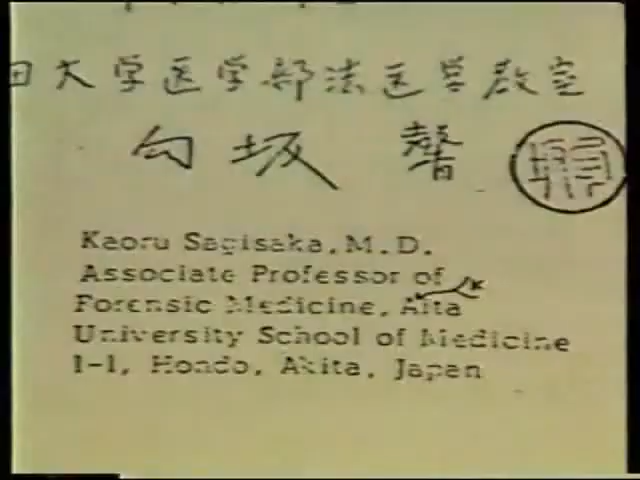 田大学医学部法医学教室
匂坂 馨
Kaoru Sagisaka, M.D.
Associate Professor of
Forensic Medicine, Akita
University School of Medicine
1-1, Hondo, Akita, Japan